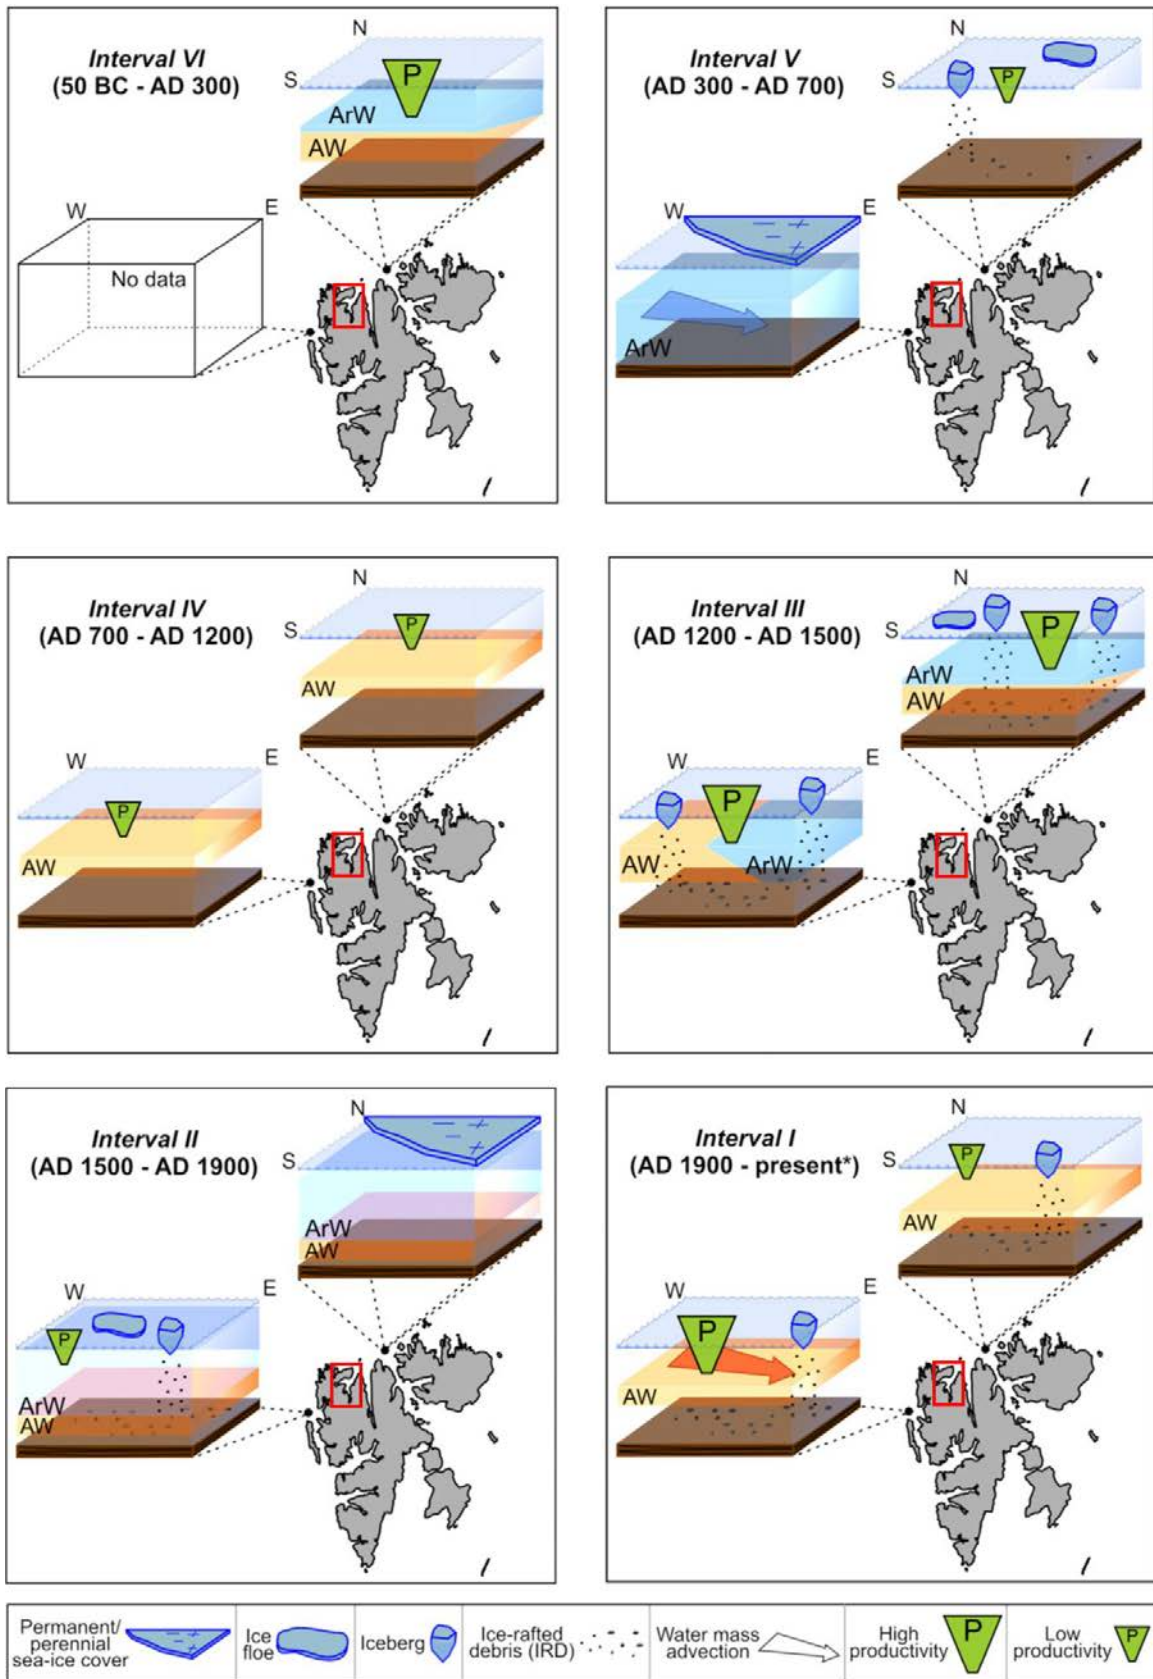 Interval VI
(50 BC - AD 300)
N
S
P
ArW
AW
W
E
No data
Interval V
(AD 300 - AD 700)
N
S
P
W
E
ArW
Interval IV
(AD 700 - AD 1200)
N
S
P
AW
W
E
P
AW
Interval III
(AD 1200 - AD 1500)
N
S
P
ArW
AW
W
E
P
AW
ArW
Interval II
(AD 1500 - AD 1900)
N
S
ArW
AW
W
E
P
ArW
AW
Interval I
(AD 1900 - present*)
N
S
P
AW
W
E
P
AW
Permanent/
perennial
sea-ice cover
Ice
floe
Iceberg
Ice-rafted
debris (IRD)
Water mass
advection
High
productivity
P
Low
productivity
P